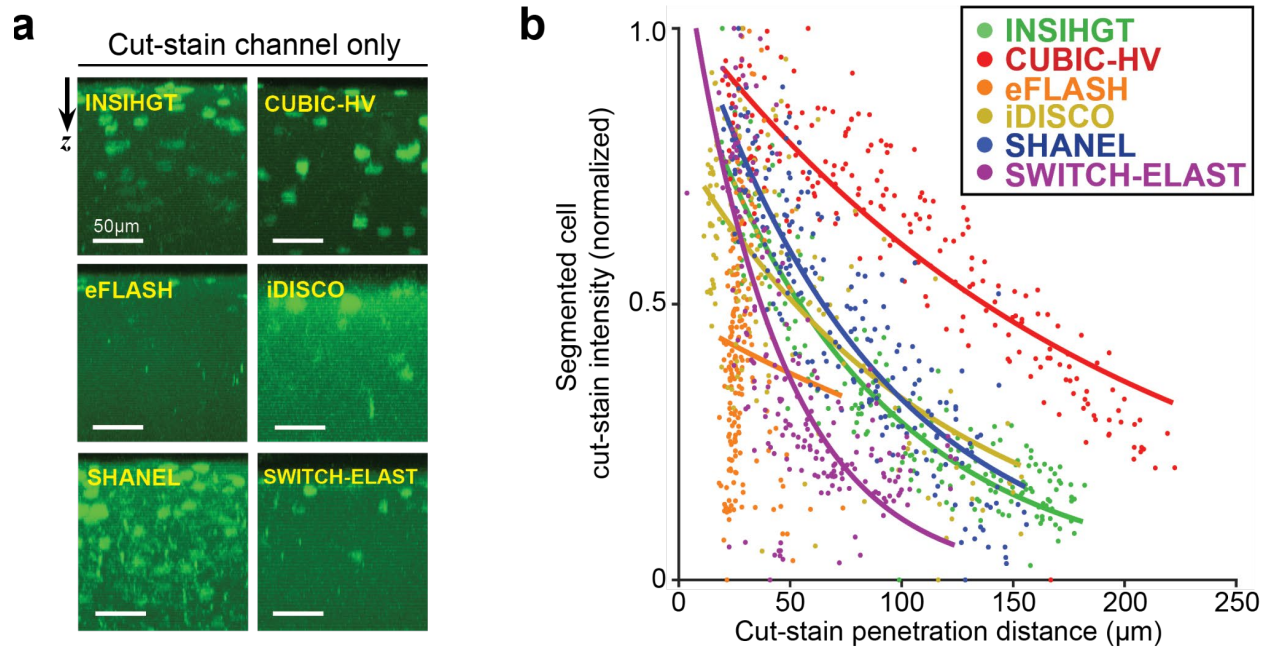 a
Cut-stain channel only
z
INSIHGT
CUBIC-HV
50μm
eFLASH
iDISCO
SHANEL
SWITCH-ELAST
b
INSIHGT
CUBIC-HV
eFLASH
iDISCO
SHANEL
SWITCH-ELAST
Segmented cell
cut-stain intensity (normalized)
1.0
0.5
0
0
50
100
150
200
250
Cut-stain penetration distance (μm)